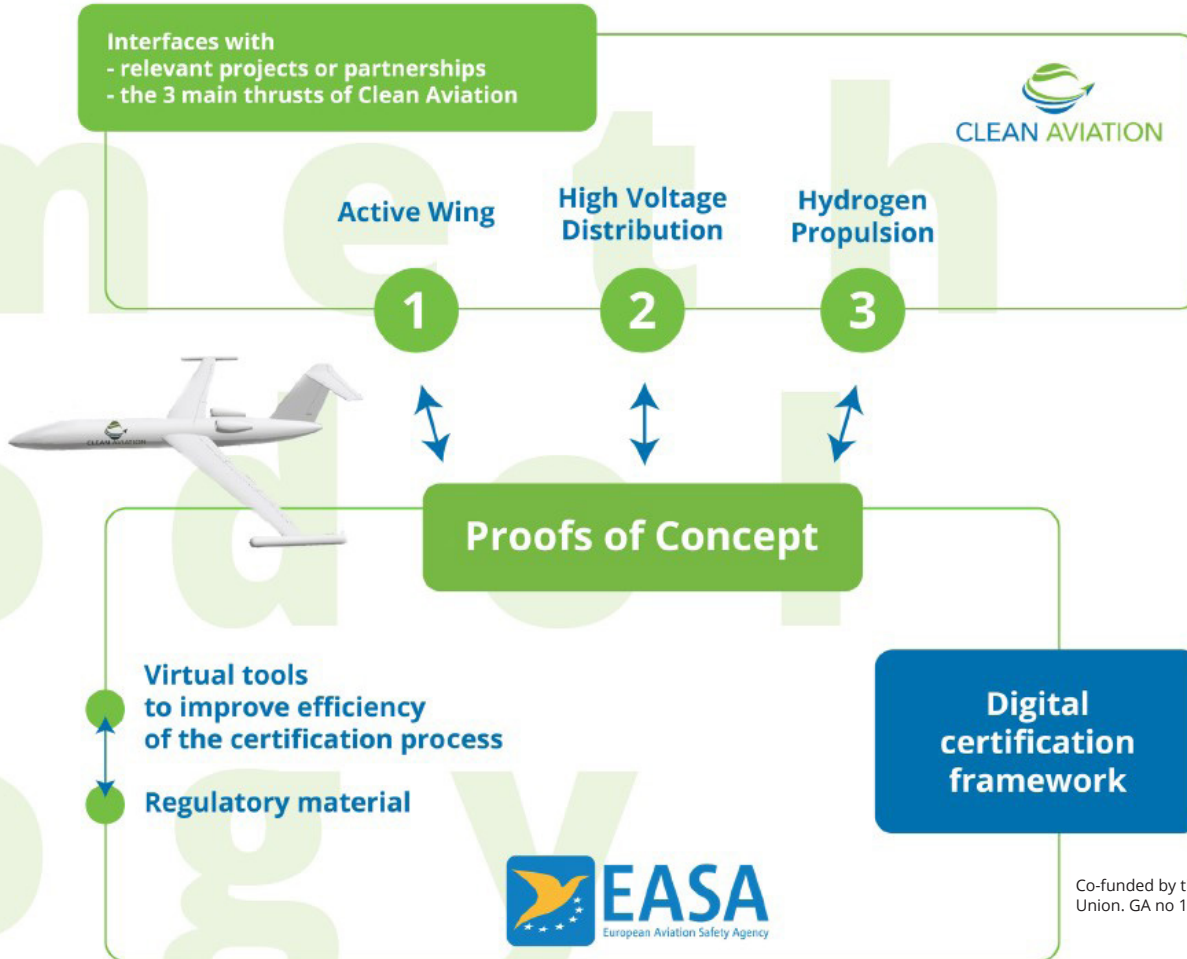 Interfaces with
- relevant projects or partnerships
- the 3 main thrusts of Clean Aviation
CLEAN AVIATION
Active Wing
High Voltage
Distribution
Hydrogen
Propulsion
1
2
3
m e t h
CLEAN AVIATION
o d o l
Proofs of Concept
Virtual tools
to improve efficiency
of the certification process
Regulatory material
Digital
certification
framework
o g y
EASA
European Aviation Safety Agency
Co-funded by
Union. GA no 1